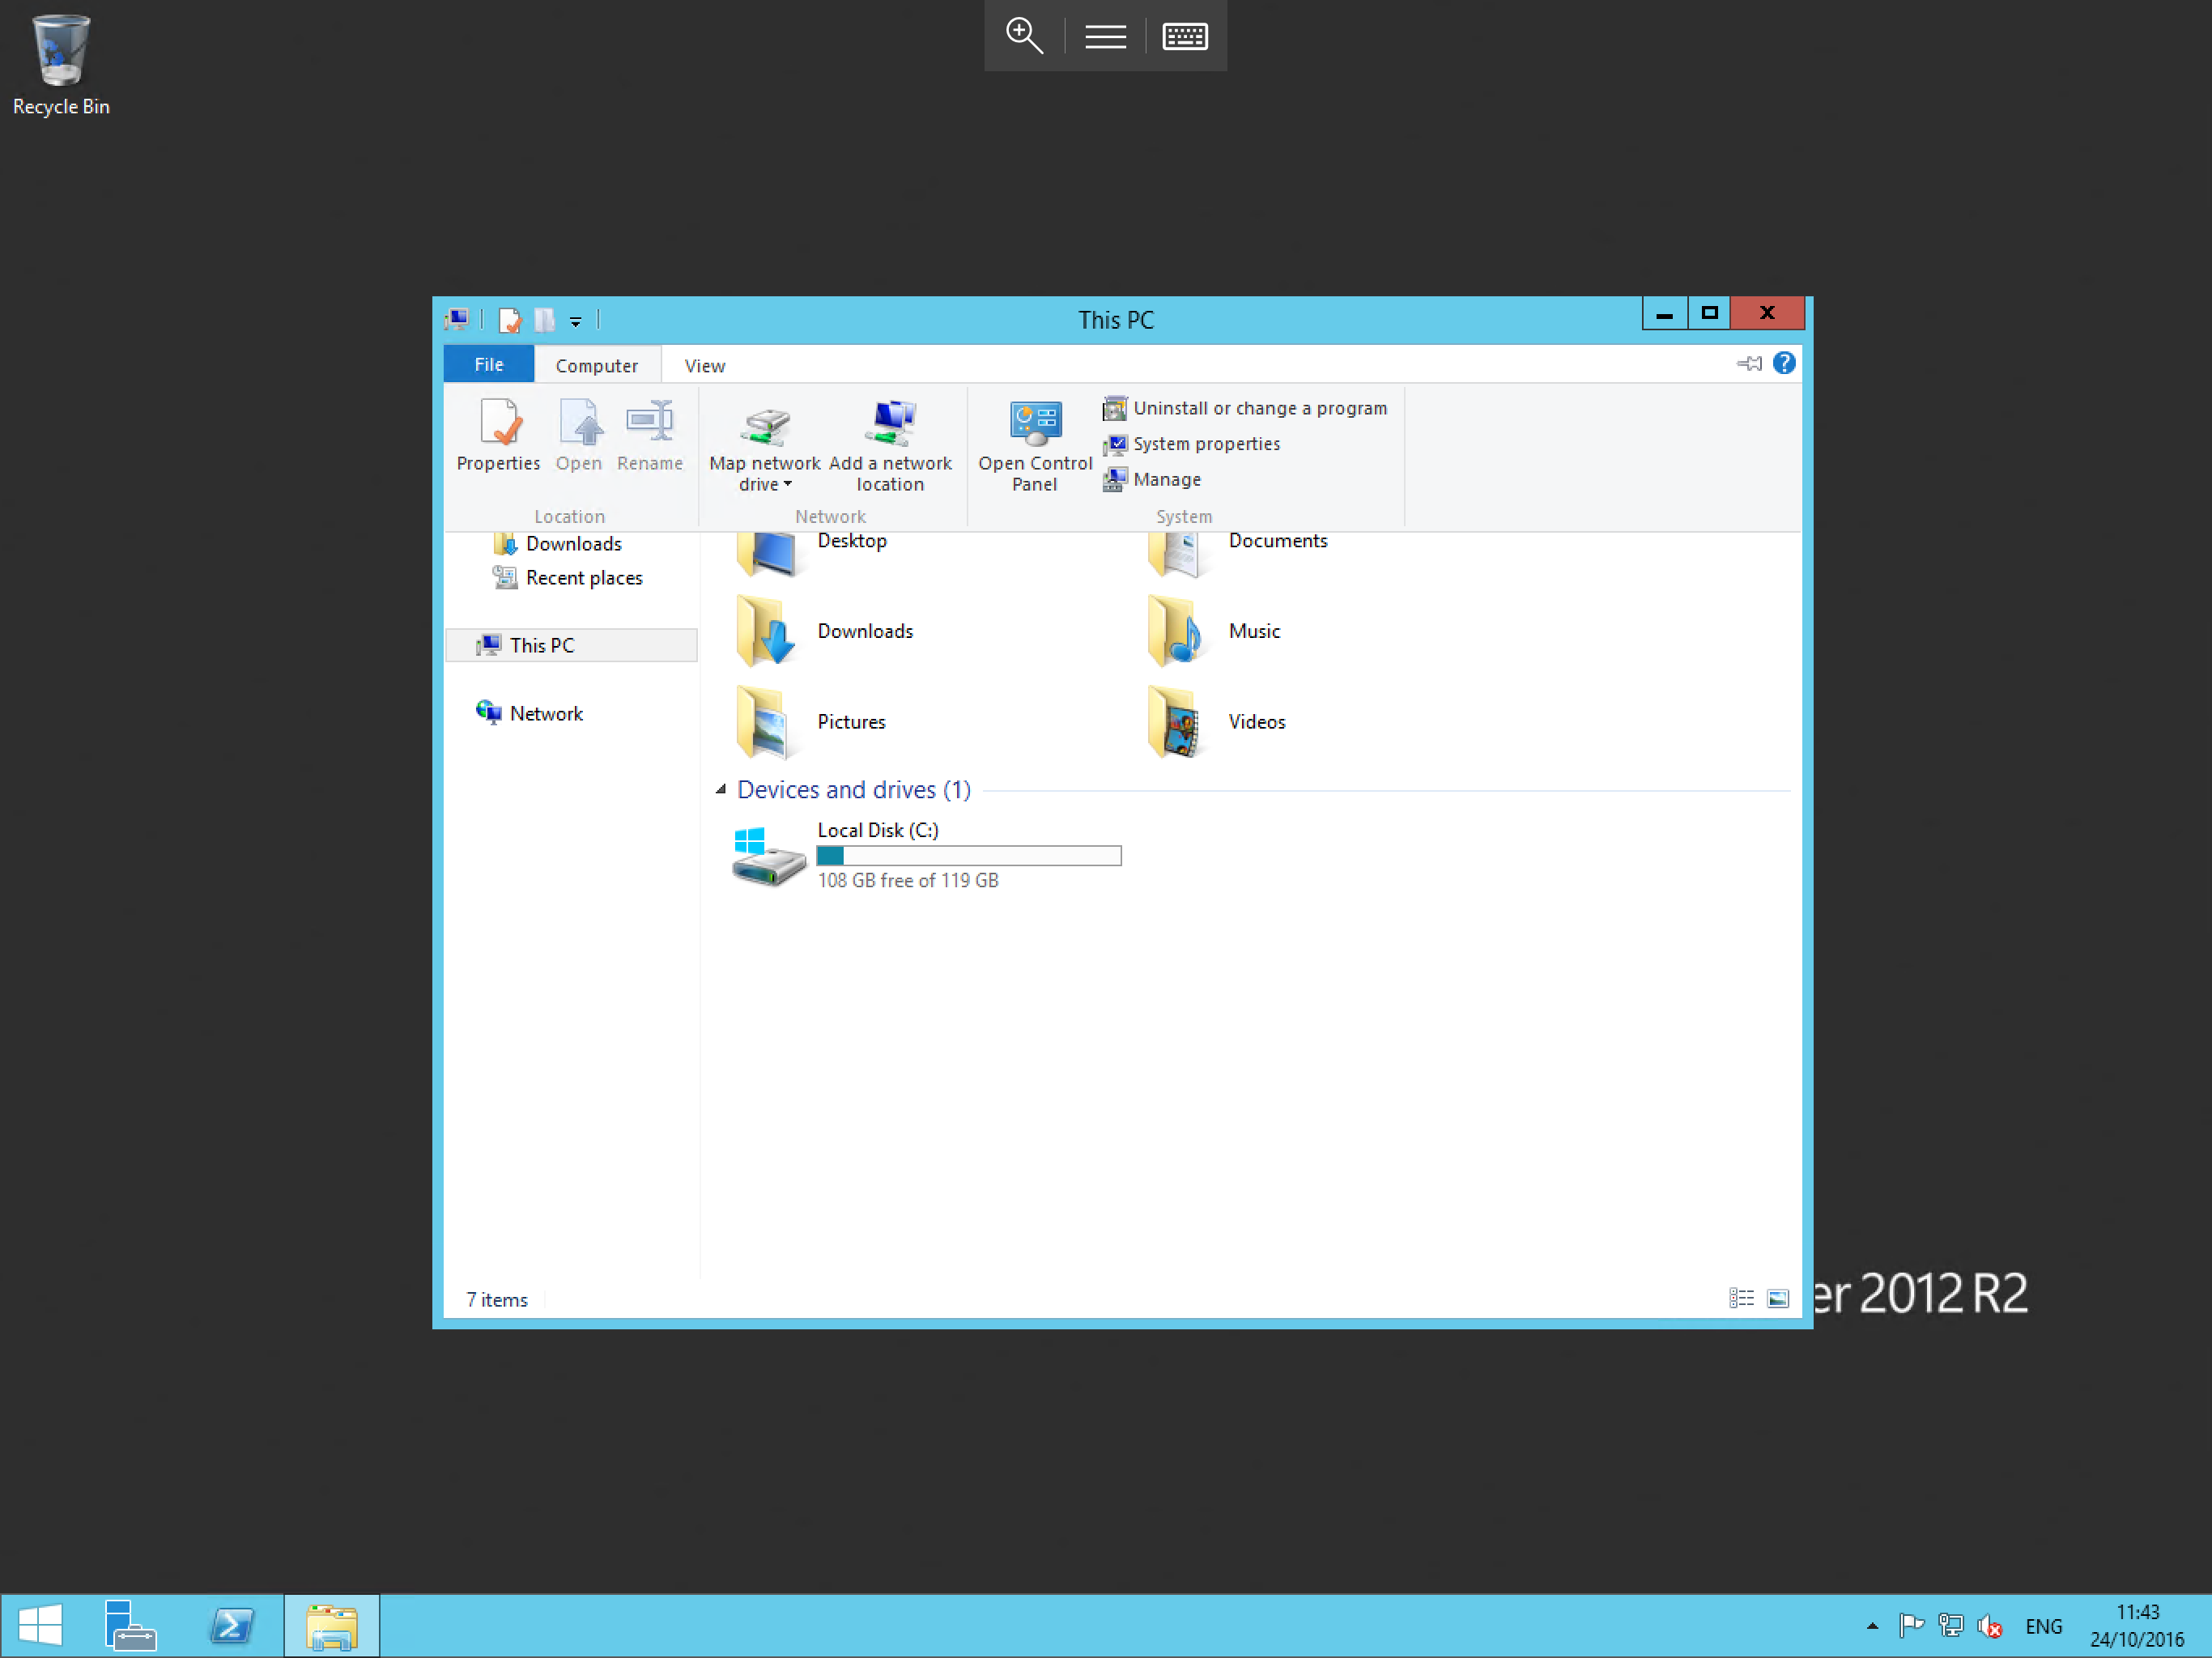 Recycle Bin
This PC
File
Computer
View
Properties
Open
Rename
Map network
drive
Add a network
location
Open Control
Panel
Uninstall or change a program
System properties
Manage
Location
Network
System
Downloads
Recent places
This PC
Network
Desktop
Documents
Downloads
Music
Pictures
Videos
Devices and drives (1)
Local Disk (C:)
108 GB free of 119 GB
7 items
er 2012 R2
ENG
11:43
24/10/2016